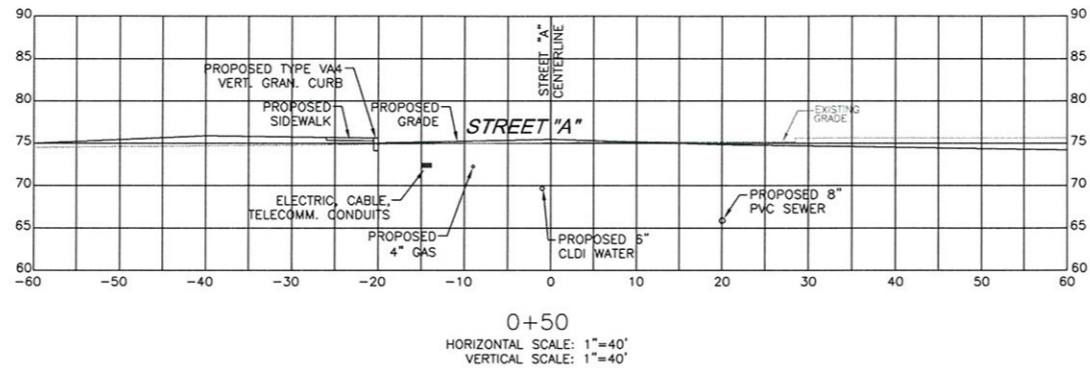 90
85
80
75
70
65
60
90
85
80
75
70
65
60
STREET "A"
CENTERLINE
PROPOSED TYPE VA4
VERT. GRAN. CURB
PROPOSED
SIDEWALK
PROPOSED
GRADE
STREET "A"
EXISTING
GRADE
ELECTRIC, CABLE,
TELECOMM. CONDUITS
PROPOSED
4" GAS
PROPOSED 6"
CLDI WATER
PROPOSED 8"
PVC SEWER
-60 -50 -40 -30 -20 -10 0 10 20 30 40 50 60
0+50
HORIZONTAL SCALE: 1"=40'
VERTICAL SCALE: 1"=40'